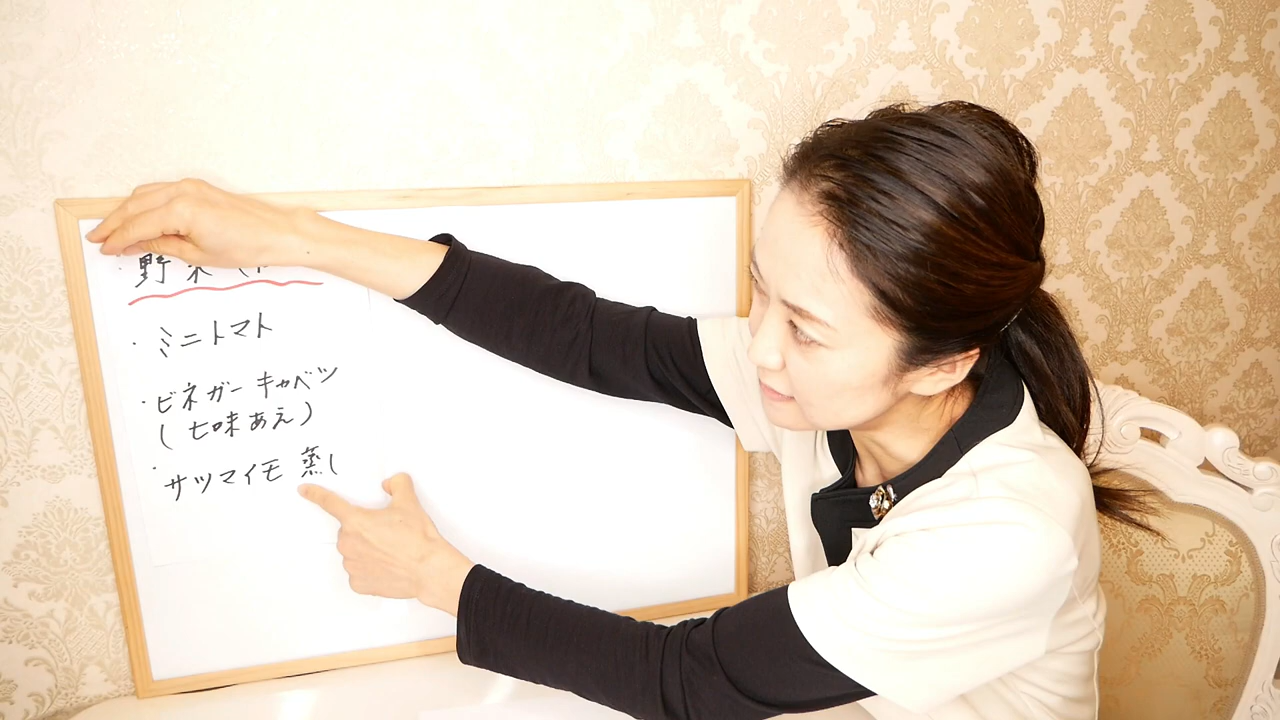 ・野菜(
・ミニトマト
・ビネガーキャベツ
(七味あえ)
・サツマイモ蒸し